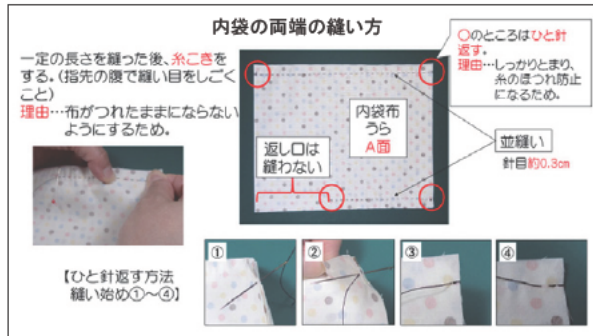 内袋の両端の縫い方
一定の長さを縫った後、糸こきを
する。(指先の腹で縫い目をしごく
こと)
理由…布がつれたままにならない
ようにするため。
○のところはひと針
返す。
理由…しっかりとまり、
糸のほつれ防止
になるため。
内袋布
うら
A面
返し口は
縫わない
並縫い
針目約0.3cm
【ひと針返す方法
縫い始め①～④】
①
②
③
④